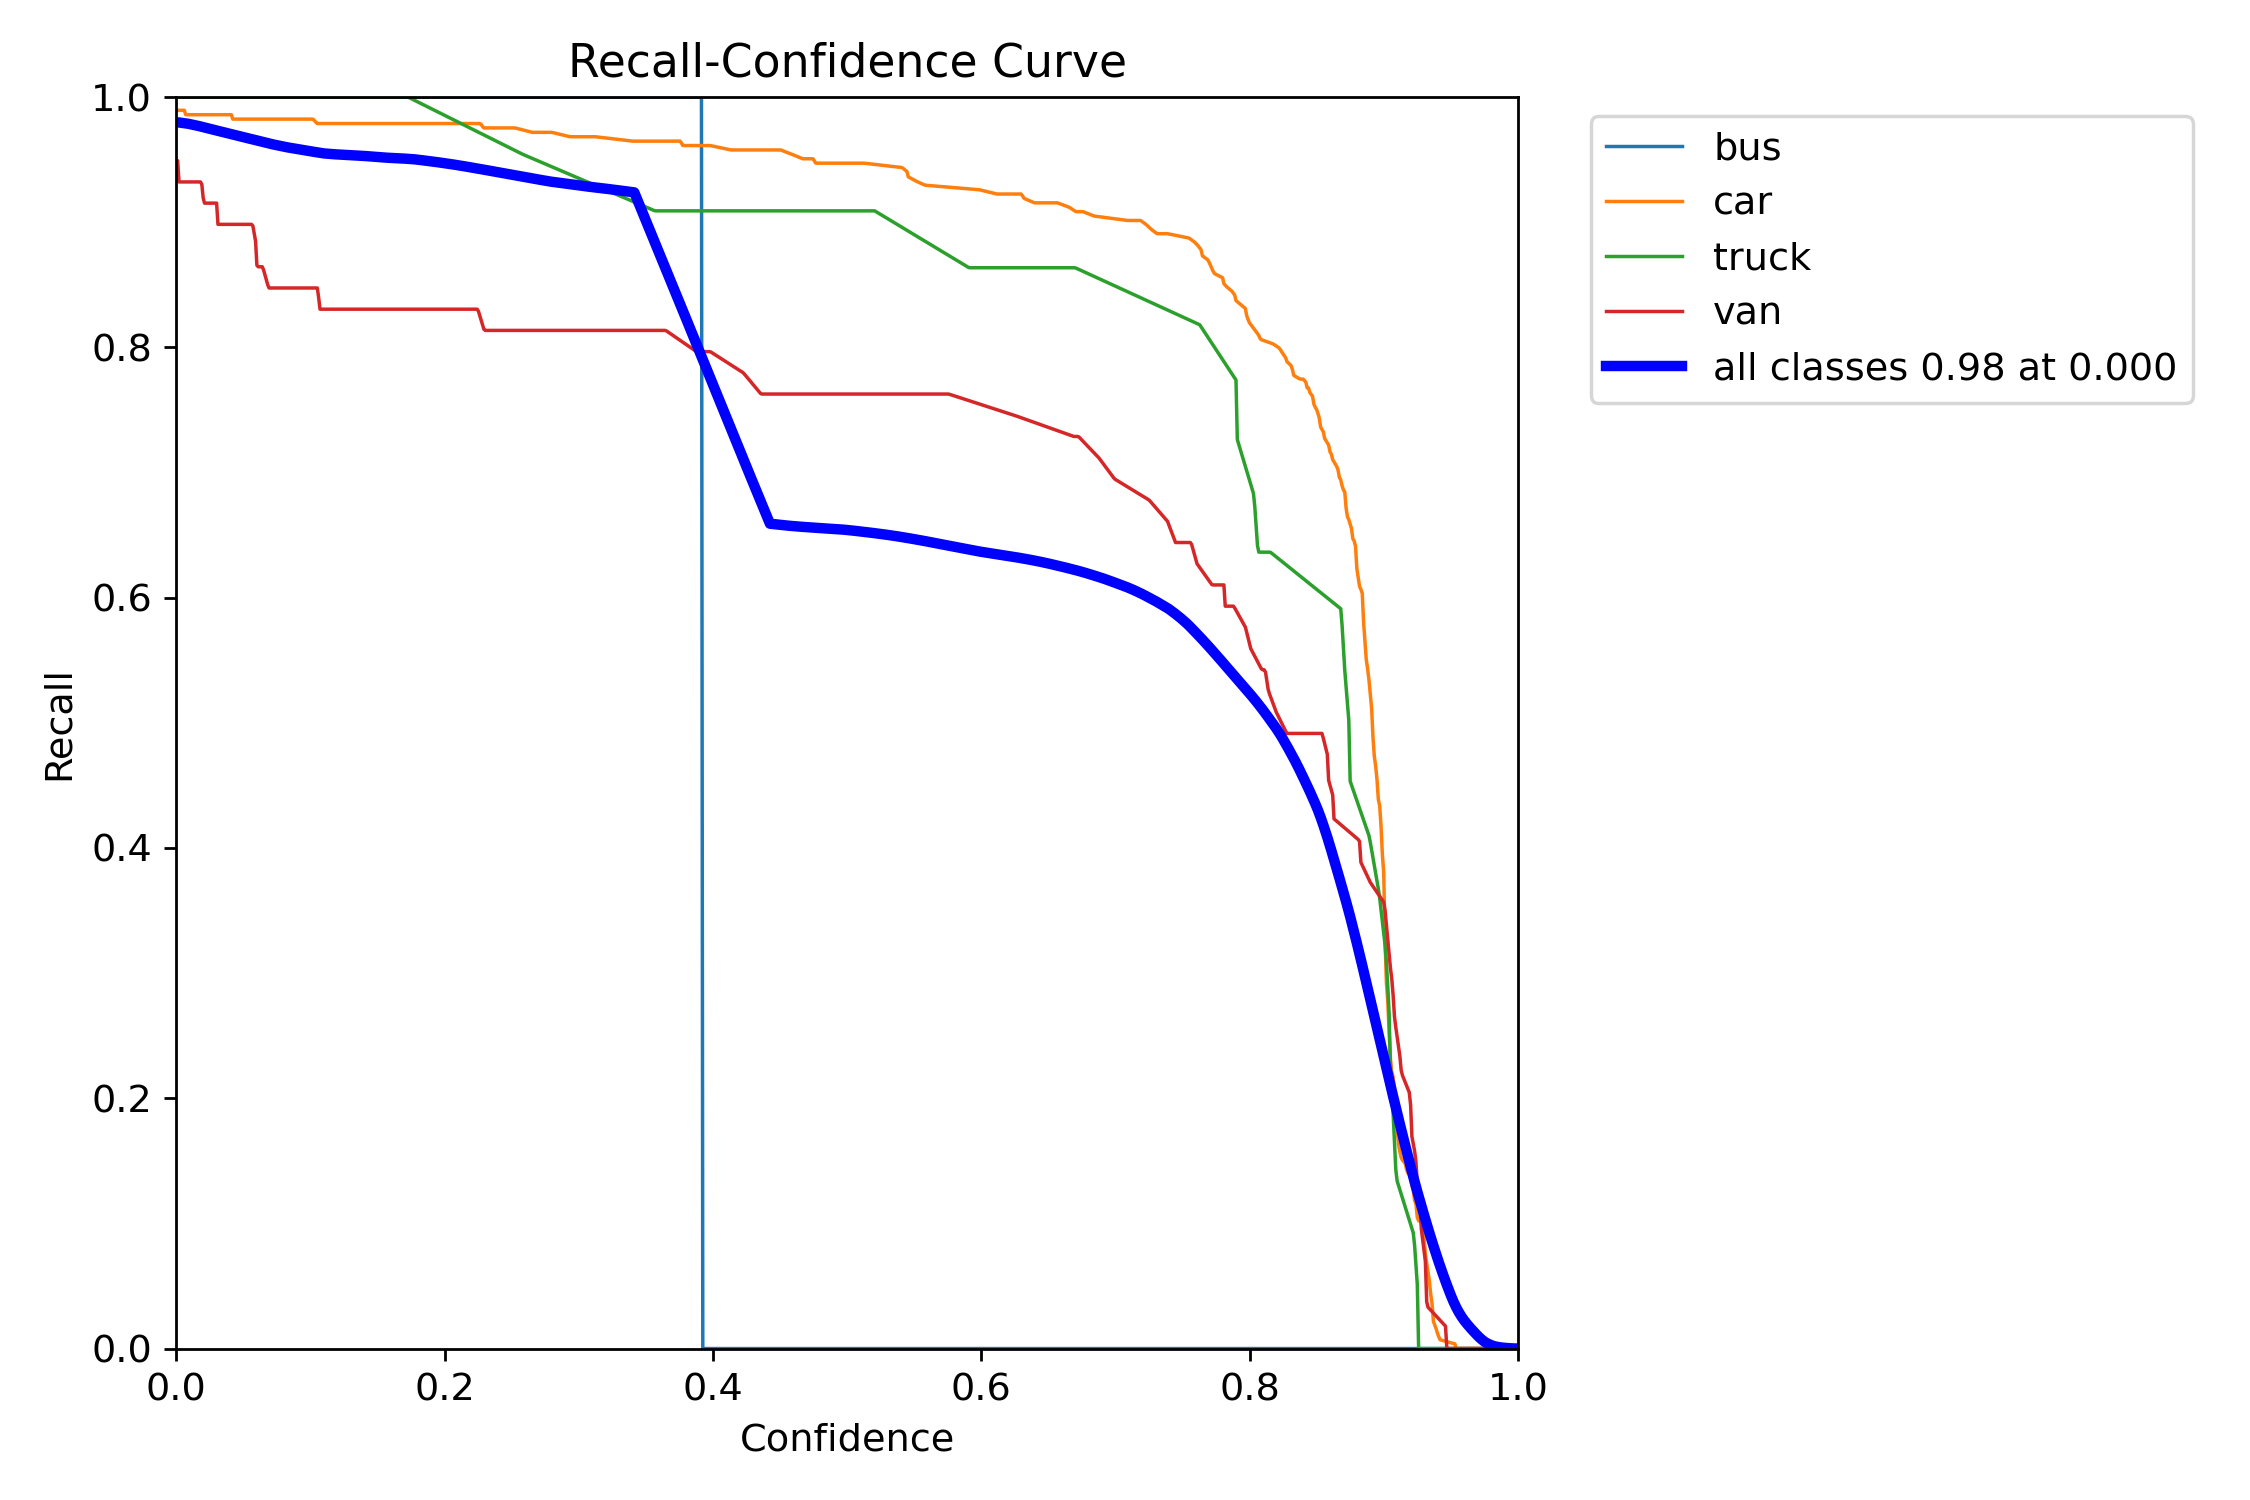 Recall-Confidence Curve
1.0
0.8
0.6
0.4
0.2
0.0
Recall
0.0 0.2 0.4 0.6 0.8 1.0
Confidence
bus
car
truck
van
all classes 0.98 at 0.000